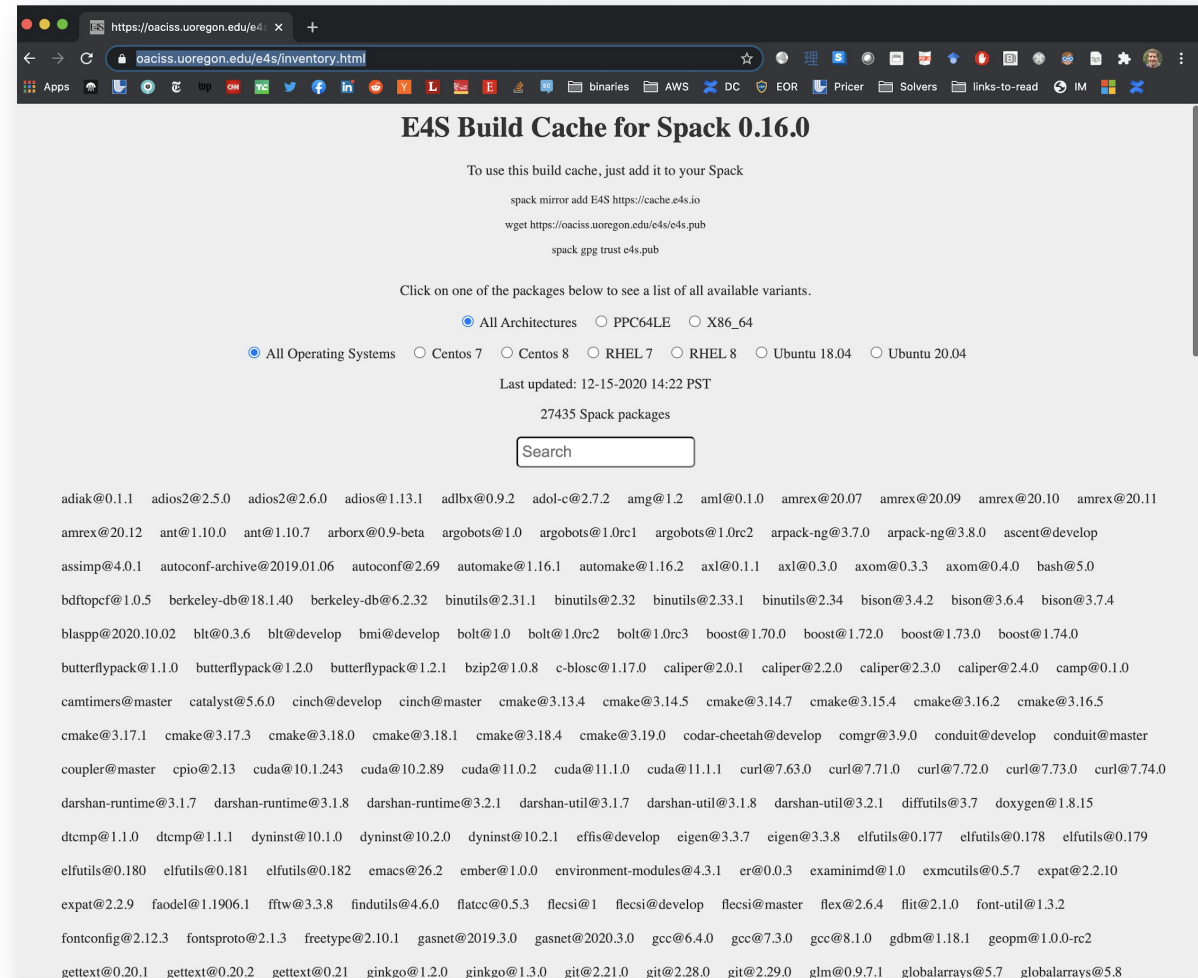 https://oaciss.uoregon.edu/e4s
oaciss.uoregon.edu/e4s/inventory.html
Apps binaries AWS DC EOR Pricer Solvers links-to-read IM
E4S Build Cache for Spack 0.16.0
To use this build cache, just add it to your Spack
spack mirror add E4S https://cache.e4s.io
wget https://oaciss.uoregon.edu/e4s/e4s.pub
spack gpg trust e4s.pub
Click on one of the packages below to see a list of all available variants.
All Architectures PPC64LE X86_64
All Operating Systems Centos 7 Centos 8 RHEL 7 RHEL 8 Ubuntu 18.04 Ubuntu 20.04
Last updated: 12-15-2020 14:22 PST
27435 Spack packages
Search
adiak@0.1.1 adios2@2.5.0 adios2@2.6.0 adios@1.13.1 adlbx@0.9.2 adol-c@2.7.2 amg@1.2 aml@0.1.0 amrex@20.07 amrex@20.09 amrex@20.10 amrex@20.11
amrex@20.12 ant@1.10.0 ant@1.10.7 arborx@0.9-beta argobots@1.0 argobots@1.0rc1 argobots@1.0rc2 arpack-ng@3.7.0 arpack-ng@3.8.0 ascent@develop
assimp@4.0.1 autoconf-archive@2019.01.06 autoconf@2.69 automake@1.16.1 automake@1.16.2 axl@0.1.1 axl@0.3.0 axom@0.3.3 axom@0.4.0 bash@5.0
bdftopcf@1.0.5 berkeley-db@18.1.40 berkeley-db@6.2.32 binutils@2.31.1 binutils@2.32 binutils@2.33.1 binutils@2.34 bison@3.4.2 bison@3.6.4 bison@3.7.4
blaspp@2020.10.02 blt@0.3.6 blt@develop bmi@develop bolt@1.0 bolt@1.0rc2 bolt@1.0rc3 boost@1.70.0 boost@1.72.0 boost@1.73.0 boost@1.74.0
butterflypack@1.1.0 butterflypack@1.2.0 butterflypack@1.2.1 bzip2@1.0.8 c-blosc@1.17.0 caliper@2.0.1 caliper@2.2.0 caliper@2.3.0 caliper@2.4.0 camp@0.1.0
camtimers@master catalyst@5.6.0 cinch@develop cinch@master cmake@3.13.4 cmake@3.14.5 cmake@3.14.7 cmake@3.15.4 cmake@3.16.2 cmake@3.16.5
cmake@3.17.1 cmake@3.17.3 cmake@3.18.0 cmake@3.18.1 cmake@3.18.4 cmake@3.19.0 codar-cheetah@develop comgr@3.9.0 conduit@develop conduit@master
coupler@master cpio@2.13 cuda@10.1.243 cuda@10.2.89 cuda@11.0.2 cuda@11.1.0 cuda@11.1.1 curl@7.63.0 curl@7.71.0 curl@7.72.0 curl@7.73.0 curl@7.74.0
darshan-runtime@3.1.7 darshan-runtime@3.1.8 darshan-runtime@3.2.1 darshan-util@3.1.7 darshan-util@3.1.8 darshan-util@3.2.1 diffutils@3.7 doxygen@1.8.15
dtcmp@1.1.0 dtcmp@1.1.1 dyninst@10.1.0 dyninst@10.2.0 dyninst@10.2.1 effis@develop eigen@3.3.7 eigen@3.3.8 elfutils@0.177 elfutils@0.178 elfutils@0.179
elfutils@0.180 elfutils@0.181 elfutils@0.182 emacs@26.2 ember@1.0.0 environment-modules@4.3.1 er@0.0.3 examinimd@1.0 exmcutils@0.5.7 expat@2.2.10
expat@2.2.9 faodel@1.1906.1 fftw@3.3.8 findutils@4.6.0 flatcc@0.5.3 flecsi@1 flecsi@develop flecsi@master flex@2.6.4 flit@2.1.0 font-util@1.3.2
fontconfig@2.12.3 fontsproto@2.1.3 freetype@2.10.1 gasnet@2019.3.0 gasnet@2020.3.0 gcc@6.4.0 gcc@7.3.0 gcc@8.1.0 gdbm@1.18.1 geopm@1.0.0-rc2
gettext@0.20.1 gettext@0.20.2 gettext@0.21 ginkgo@1.2.0 ginkgo@1.3.0 git@2.21.0 git@2.28.0 git@2.29.0 glm@0.9.7.1 globalarrays@5.7 globalarrays@5.8